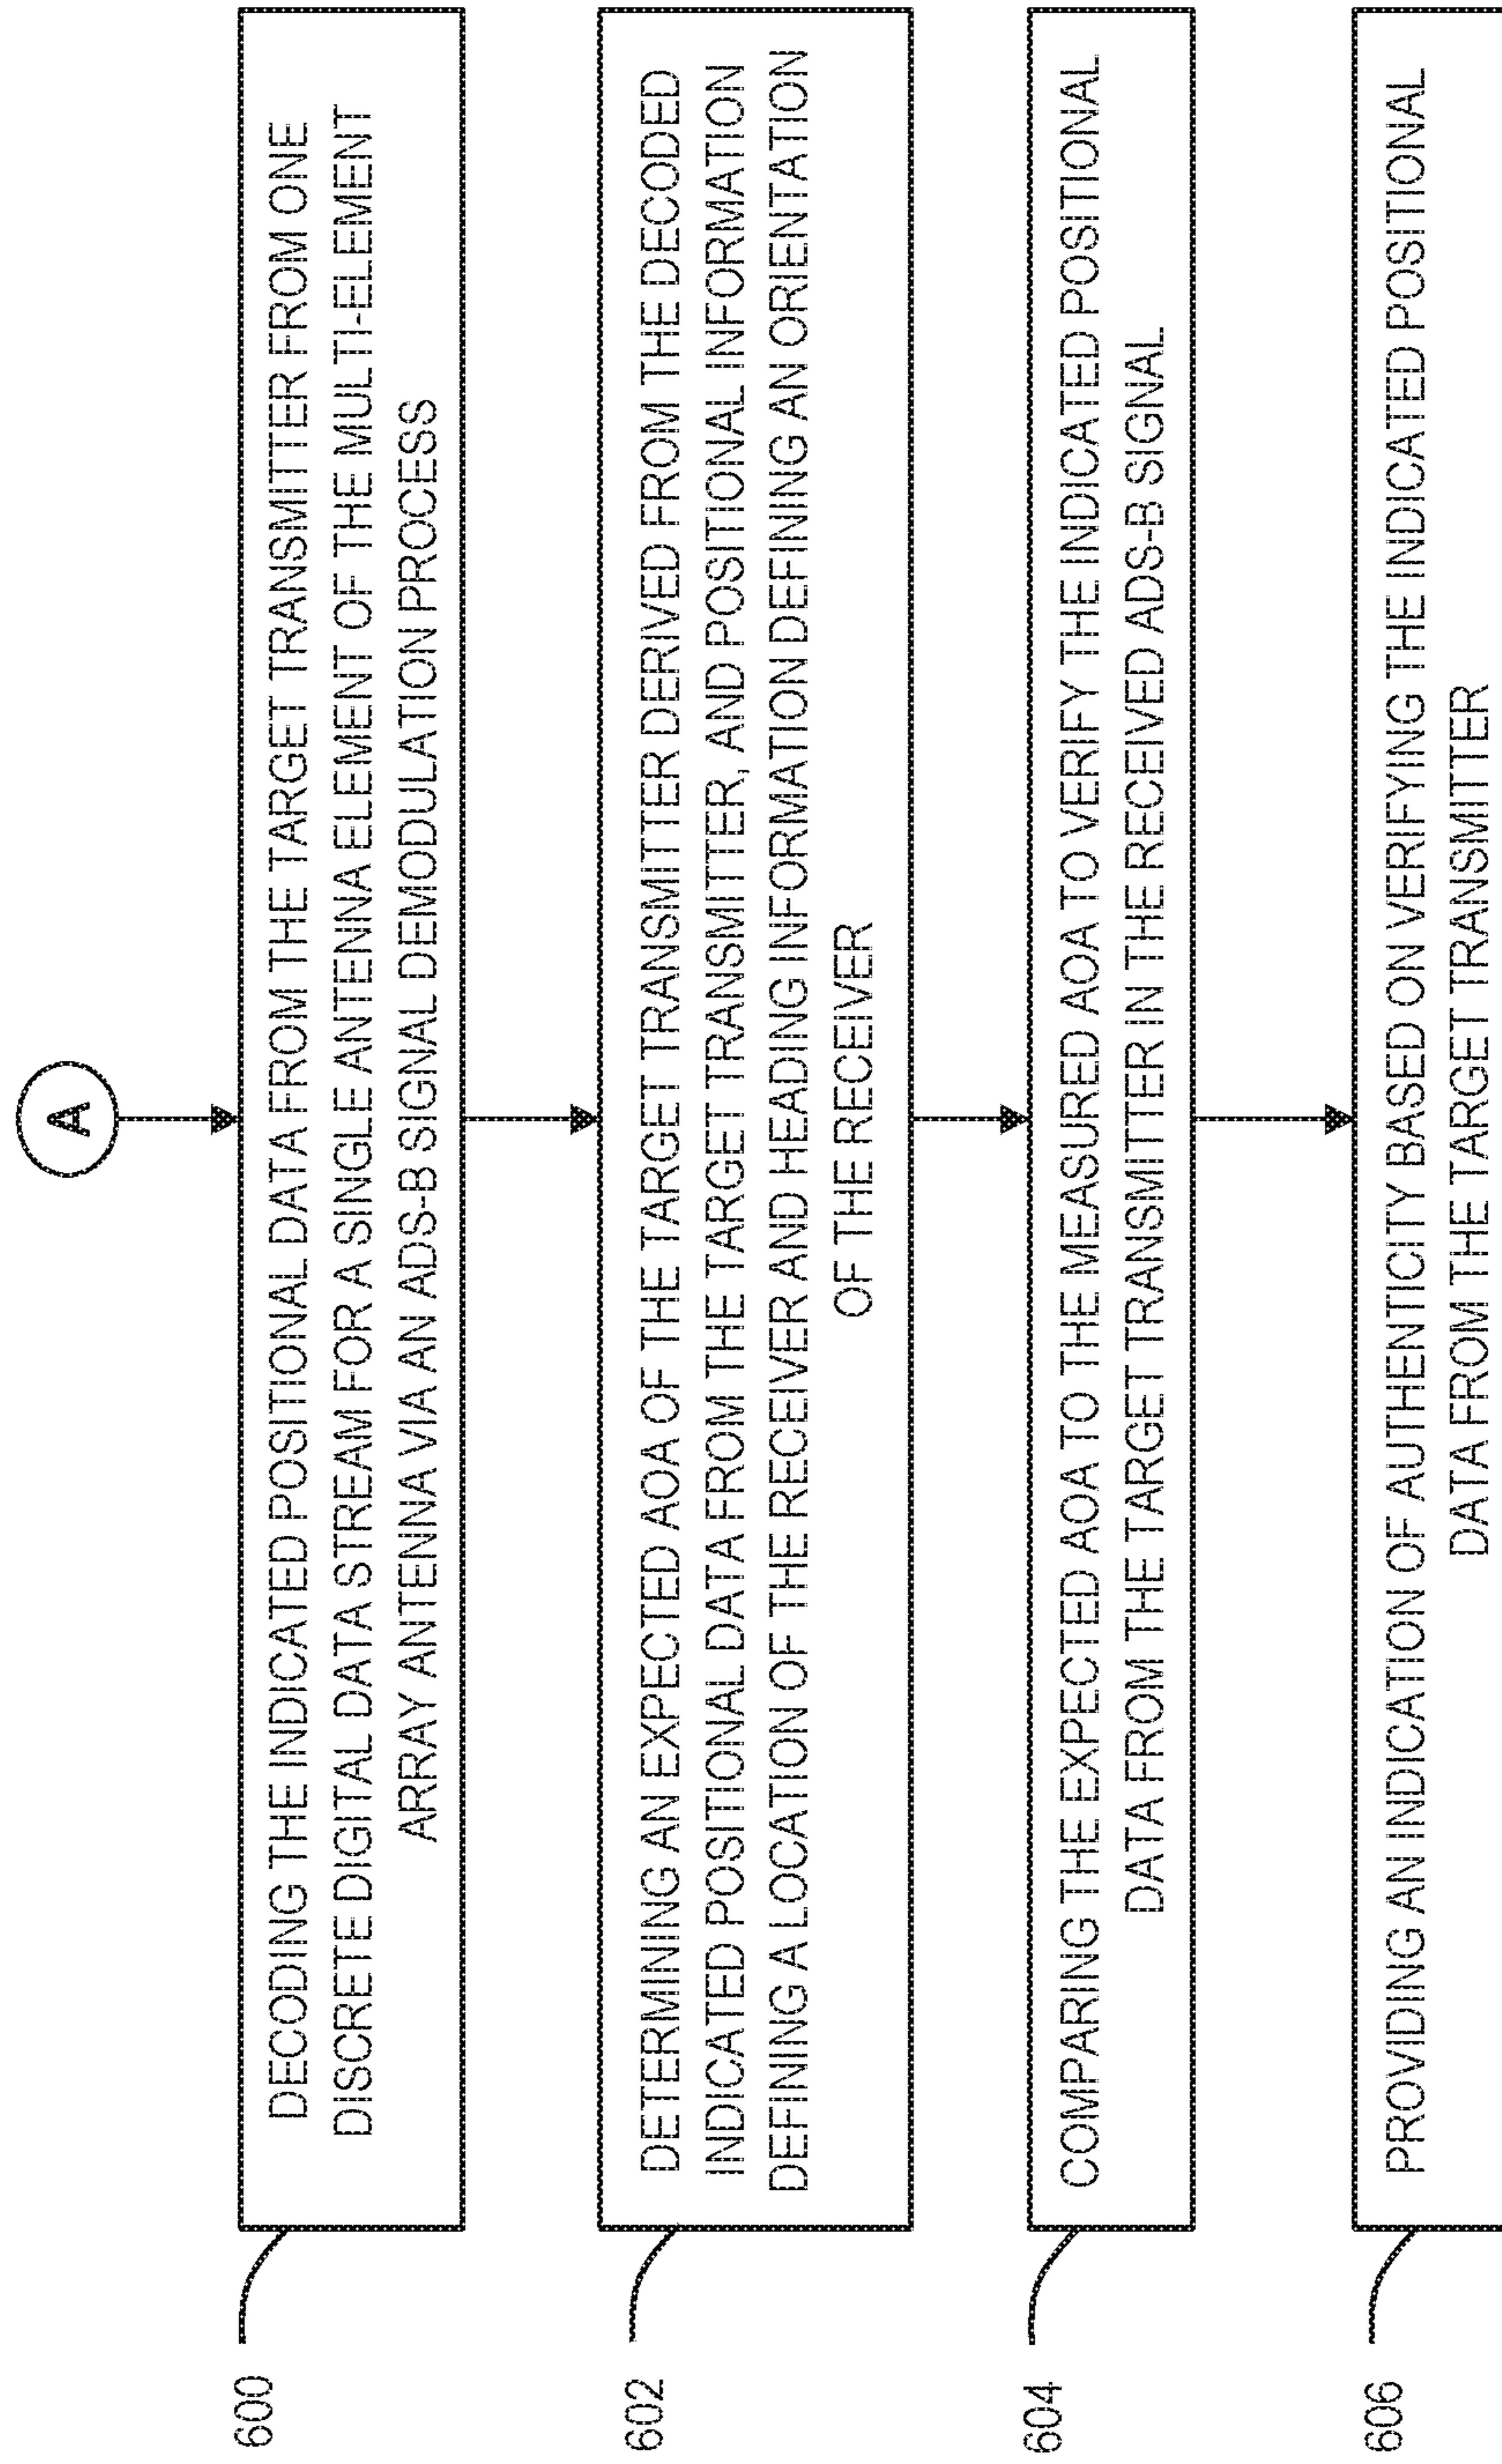 A
600
DECODING THE INDICATED POSITIONAL DATA FROM THE TARGET TRANSMITTER FROM ONE
DISCRETE DIGITAL DATA STREAM FOR A SINGLE ANTENNA ELEMENT OF THE MULTI-ELEMENT
ARRAY ANTENNA VIA AN ADS-B SIGNAL DEMODULATION PROCESS
602
DETERMINING AN EXPECTED AOA OF THE TARGET TRANSMITTER DERIVED FROM THE DECODED
INDICATED POSITIONAL DATA FROM THE TARGET TRANSMITTER, AND POSITIONAL INFORMATION
DEFINING A LOCATION OF THE RECEIVER AND HEADING INFORMATION DEFINING AN ORIENTATION
OF THE RECEIVER
604
COMPARING THE EXPECTED AOA TO THE MEASURED AOA TO VERIFY THE INDICATED POSITIONAL
DATA FROM THE TARGET TRANSMITTER IN THE RECEIVED ADS-B SIGNAL
606
PROVIDING AN INDICATION OF AUTHENTICITY BASED ON VERIFYING THE INDICATED POSITIONAL
DATA FROM THE TARGET TRANSMITTER